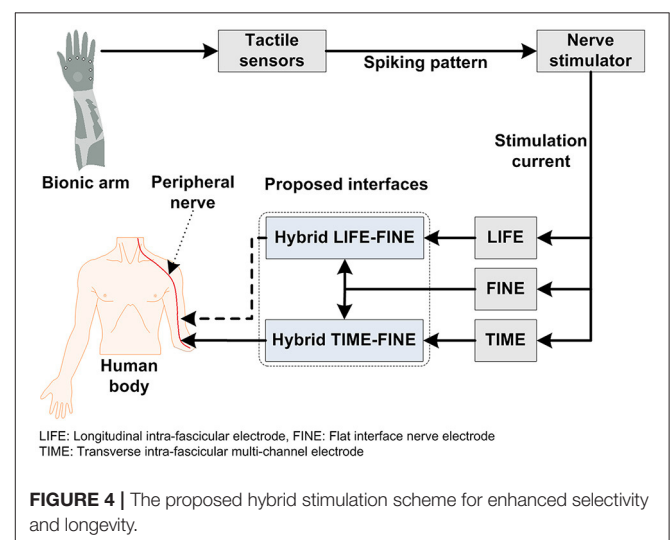 Tactile
sensors
Spiking pattern
Nerve
stimulator
Stimulation
current
Bionic arm
Peripheral
nerve
Proposed interfaces
Hybrid LIFE-FINE
LIFE
FINE
Hybrid TIME-FINE
TIME
Human
body
LIFE: Longitudinal intra-fascicular electrode, FINE: Flat interface nerve electrode
TIME: Transverse intra-fascicular multi-channel electrode
FIGURE 4 | The proposed hybrid stimulation scheme for enhanced selectivity
and longevity.